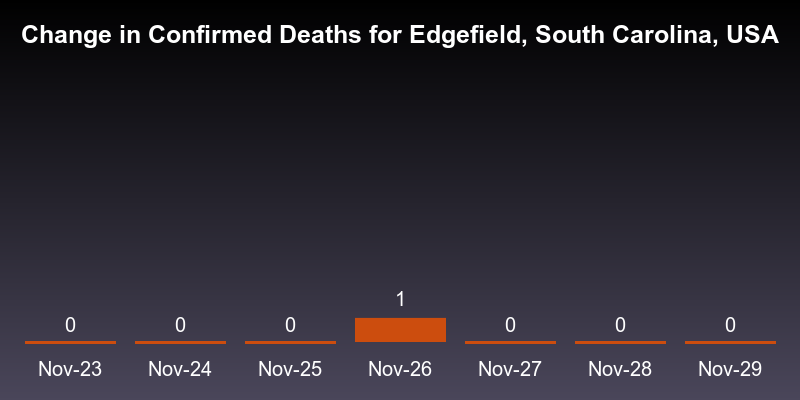 Change in Confirmed Deaths for Edgefield, South Carolina, USA
0 0 0 1 0 0 0
Nov-23 Nov-24 Nov-25 Nov-26 Nov-27 Nov-28 Nov-29